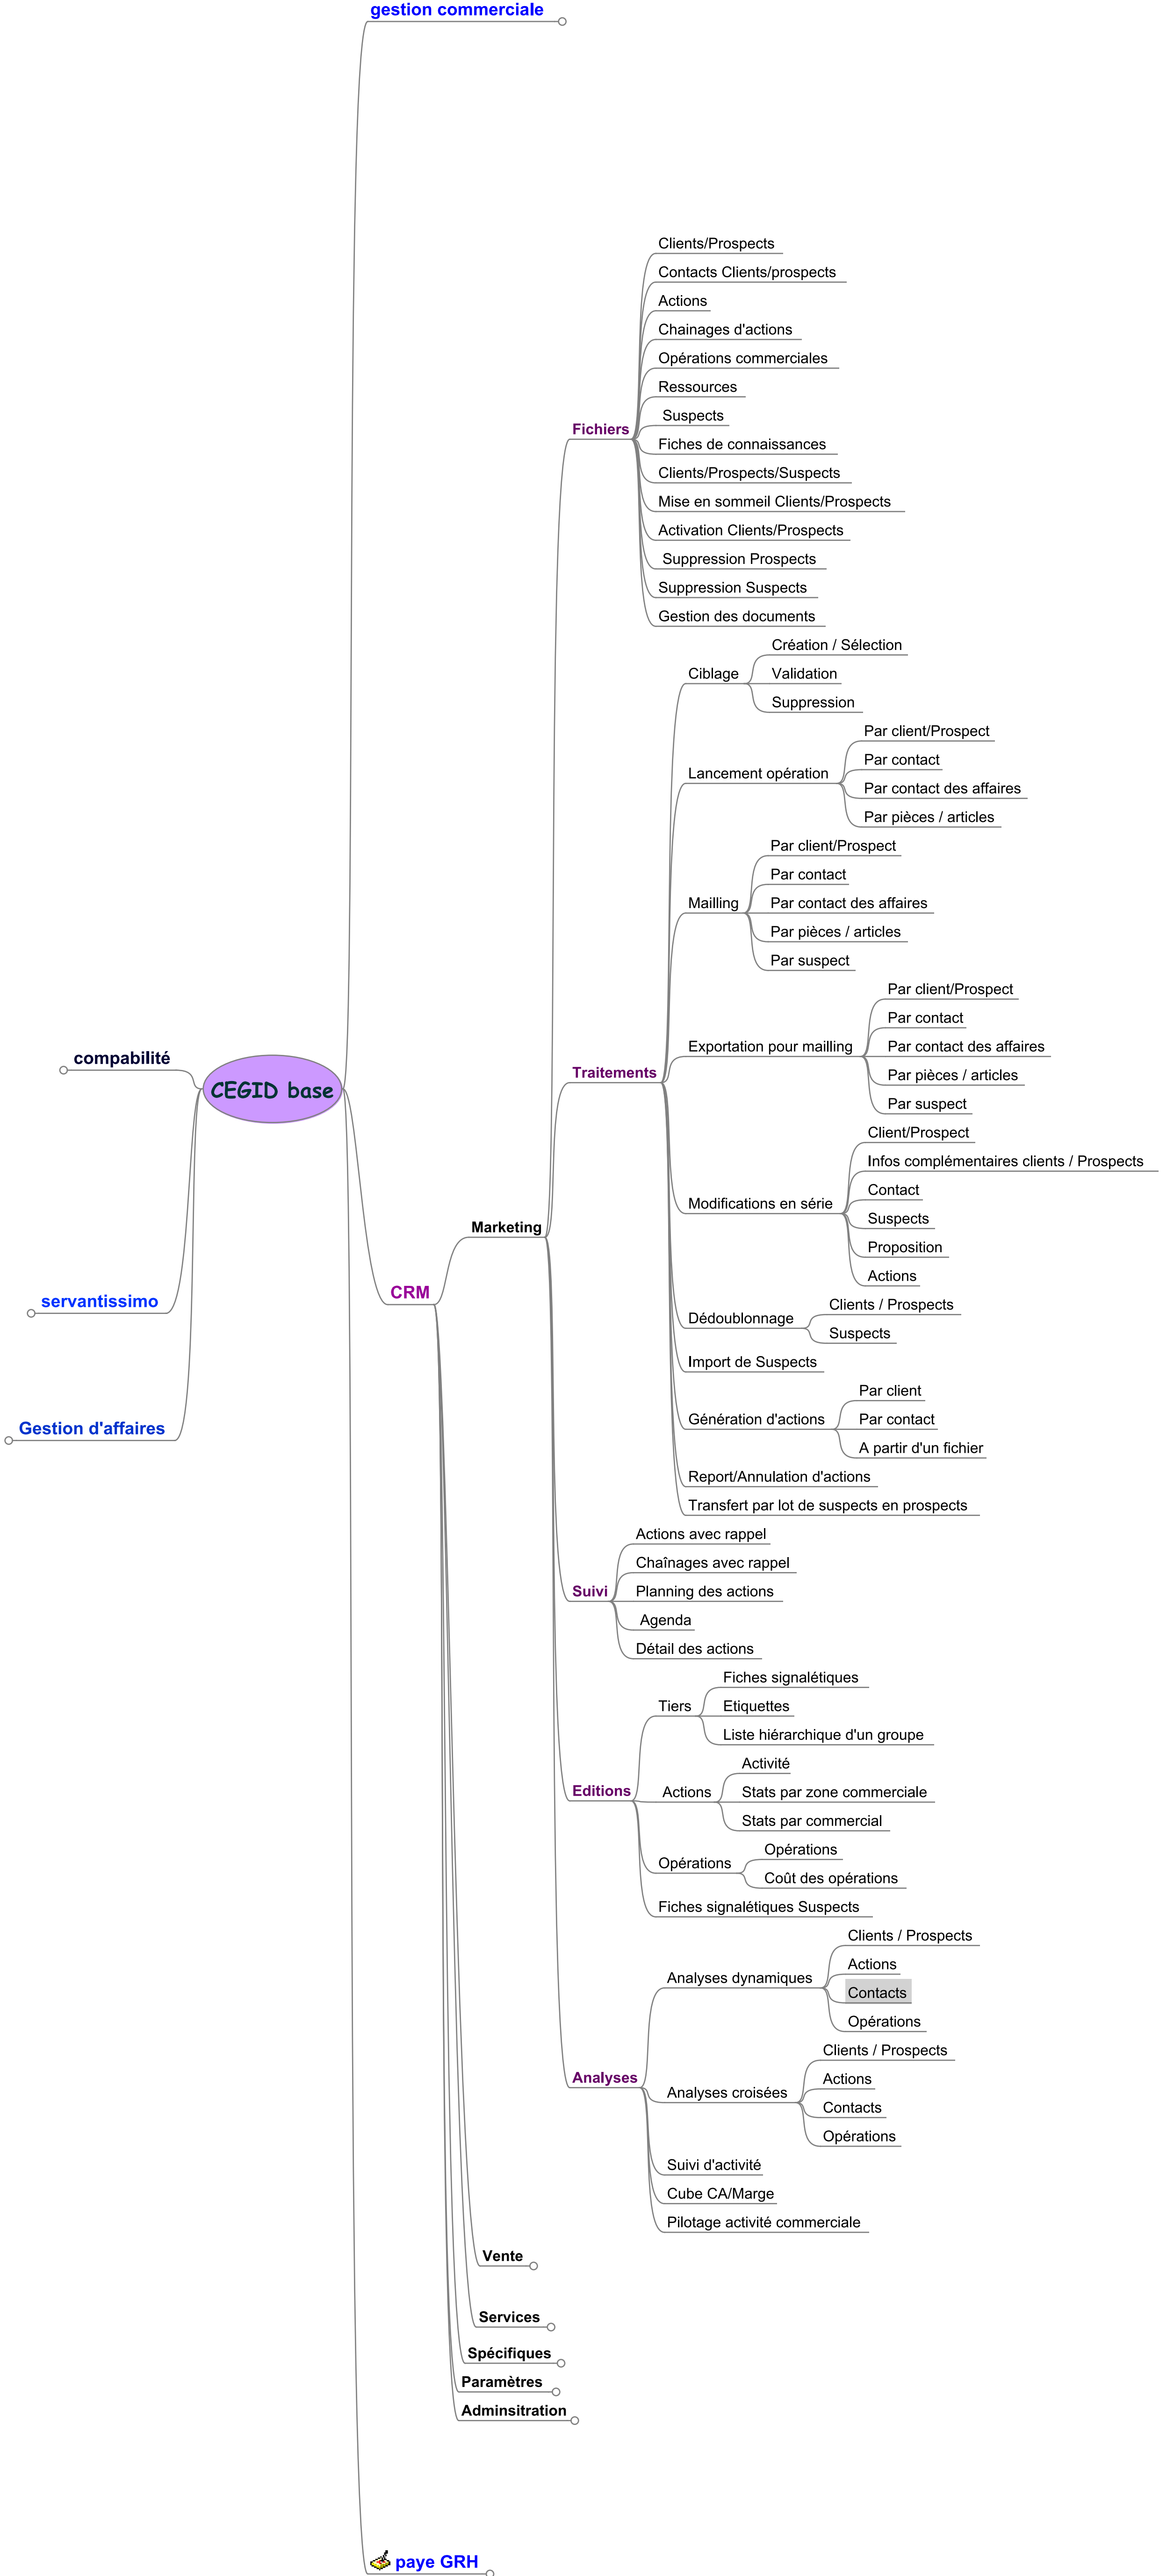 gestion commerciale
Clients/Prospects
Contacts Clients/prospects
Actions
Chainages d'actions
Opérations commerciales
Ressources
Suspects
Fichiers
Fiches de connaissances
Clients/Prospects/Suspects
Mise en sommeil Clients/Prospects
Activation Clients/Prospects
Suppression Prospects
Suppression Suspects
Gestion des documents
Création / Sélection
Ciblage
Validation
Suppression
Par client/Prospect
Par contact
Lancement opération
Par contact des affaires
Par pièces / articles
Par client/Prospect
Par contact
Mailling
Par contact des affaires
Par pièces / articles
Par suspect
Par client/Prospect
Par contact
Exportation pour mailling
Par contact des affaires
Par pièces / articles
Par suspect
compabilité
CEGID base
Traitements
Client/Prospect
Infos complémentaires clients / Prospects
Contact
Modifications en série
Suspects
Proposition
Actions
Marketing
CRM
servantissimo
Clients / Prospects
Dédoublonnage
Suspects
Import de Suspects
Par client
Génération d'actions
Par contact
A partir d'un fichier
Gestion d'affaires
Report/Annulation d'actions
Transfert par lot de suspects en prospects
Actions avec rappel
Chaînages avec rappel
Suivi
Planning des actions
Agenda
Détail des actions
Fiches signalétiques
Tiers
Etiquettes
Liste hiérarchique d'un groupe
Editions
Activité
Actions
Stats par zone commerciale
Stats par commercial
Opérations
Opérations
Coût des opérations
Fiches signalétiques Suspects
Clients / Prospects
Actions
Analyses dynamiques
Contacts
Opérations
Analyses
Clients / Prospects
Actions
Analyses croisées
Contacts
Opérations
Suivi d'activité
Cube CA/Marge
Pilotage activité commerciale
Vente
Services
Spécifiques
Paramètres
Adminsitration
paye GRH